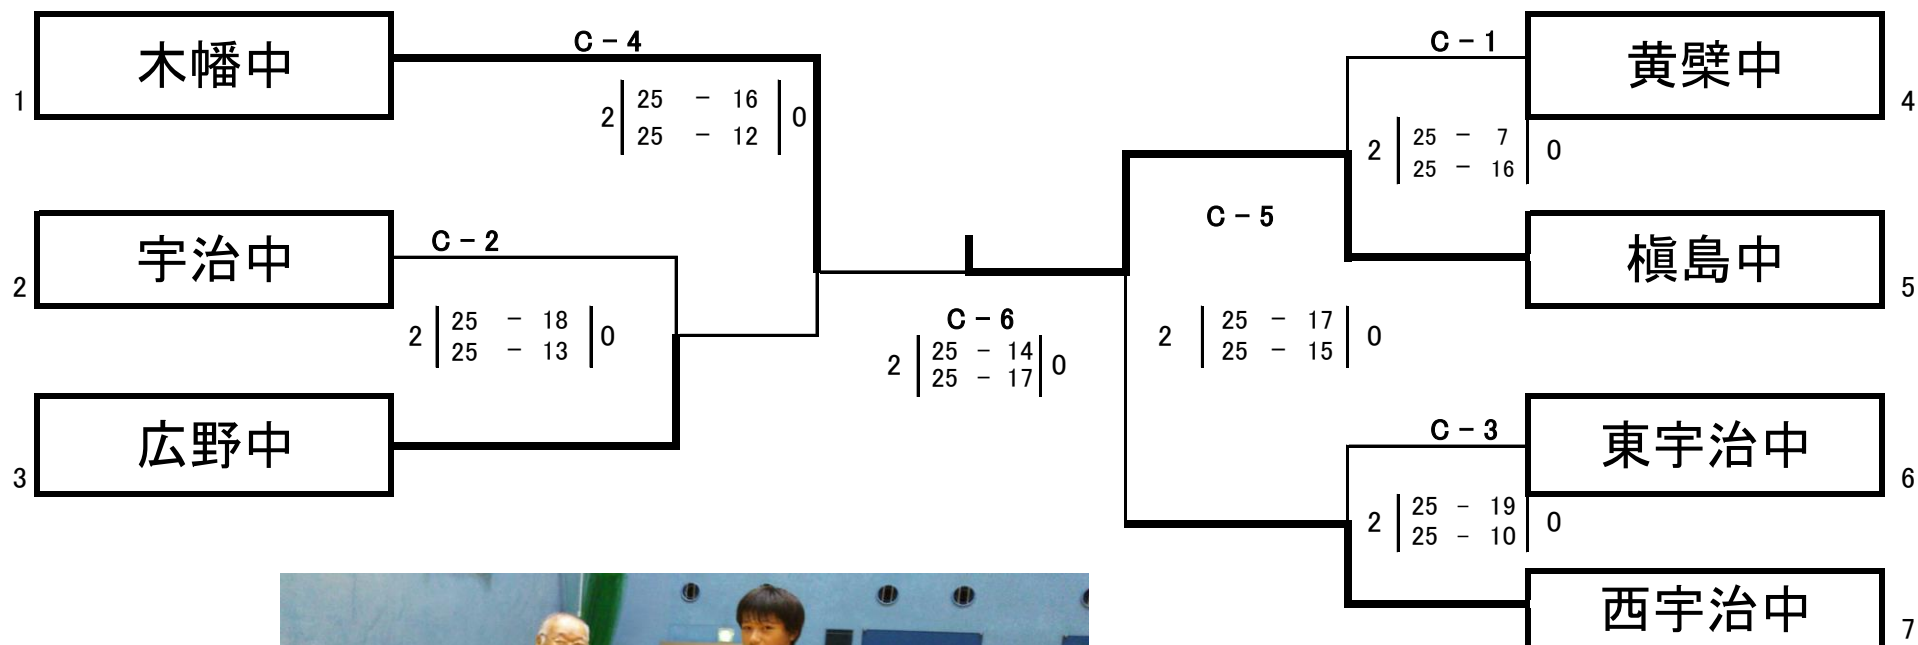 木幡中
1
C－4
2 25 － 16 0
25 － 12
宇治中
2
C－2
2 25 － 18 0
25 － 13
広野中
3
C－6
2 25 － 14 0
25 － 17
C－1
黄檗中
4
2 25 － 7 0
25 － 16
C－5
槇島中
5
2 25 － 17 0
25 － 15
C－3
東宇治中
6
2 25 － 19 0
25 － 10
西宇治中
7